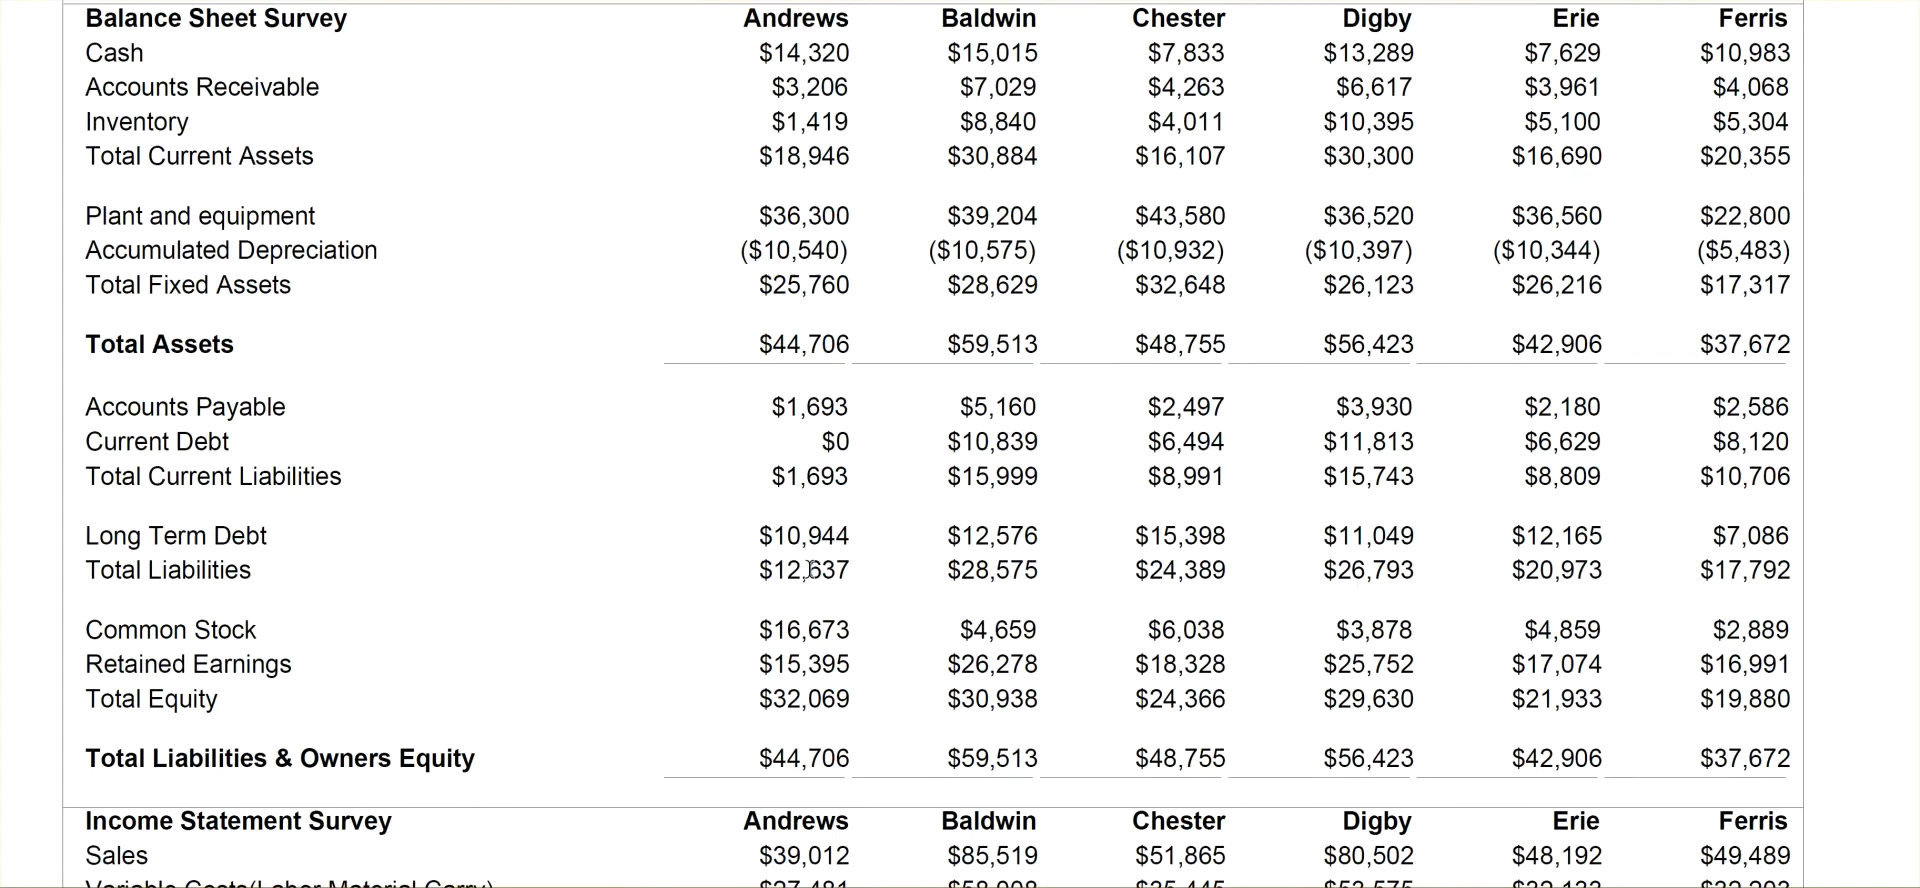 Balance Sheet Survey Andrews Baldwin Chester Digby Erie Ferris
Cash $14,320 $15,015 $7,833 $13,289 $7,629 $10,983
Accounts Receivable $3,206 $7,029 $4,263 $6,617 $3,961 $4,068
Inventory $1,419 $8,840 $4,011 $10,395 $5,100 $5,304
Total Current Assets $18,946 $30,884 $16,107 $30,300 $16,690 $20,355
Plant and equipment $36,300 $39,204 $43,580 $36,520 $36,560 $22,800
Accumulated Depreciation ($10,540) ($10,575) ($10,932) ($10,397) ($10,344) ($5,483)
Total Fixed Assets $25,760 $28,629 $32,648 $26,123 $26,216 $17,317
Total Assets $44,706 $59,513 $48,755 $56,423 $42,906 $37,672
Accounts Payable $1,693 $5,160 $2,497 $3,930 $2,180 $2,586
Current Debt $0 $10,839 $6,494 $11,813 $6,629 $8,120
Total Current Liabilities $1,693 $15,999 $8,991 $15,743 $8,809 $10,706
Long Term Debt $10,944 $12,576 $15,398 $11,049 $12,165 $7,086
Total Liabilities $12,637 $28,575 $24,389 $26,793 $20,973 $17,792
Common Stock $16,673 $4,659 $6,038 $3,878 $4,859 $2,889
Retained Earnings $15,395 $26,278 $18,328 $25,752 $17,074 $16,991
Total Equity $32,069 $30,938 $24,366 $29,630 $21,933 $19,880
Total Liabilities & Owners Equity $44,706 $59,513 $48,755 $56,423 $42,906 $37,672
Income Statement Survey Andrews Baldwin Chester Digby Erie Ferris
Sales $39,012 $85,519 $51,865 $80,502 $48,192 $49,489
Variable Costs(Labor Material Carry)